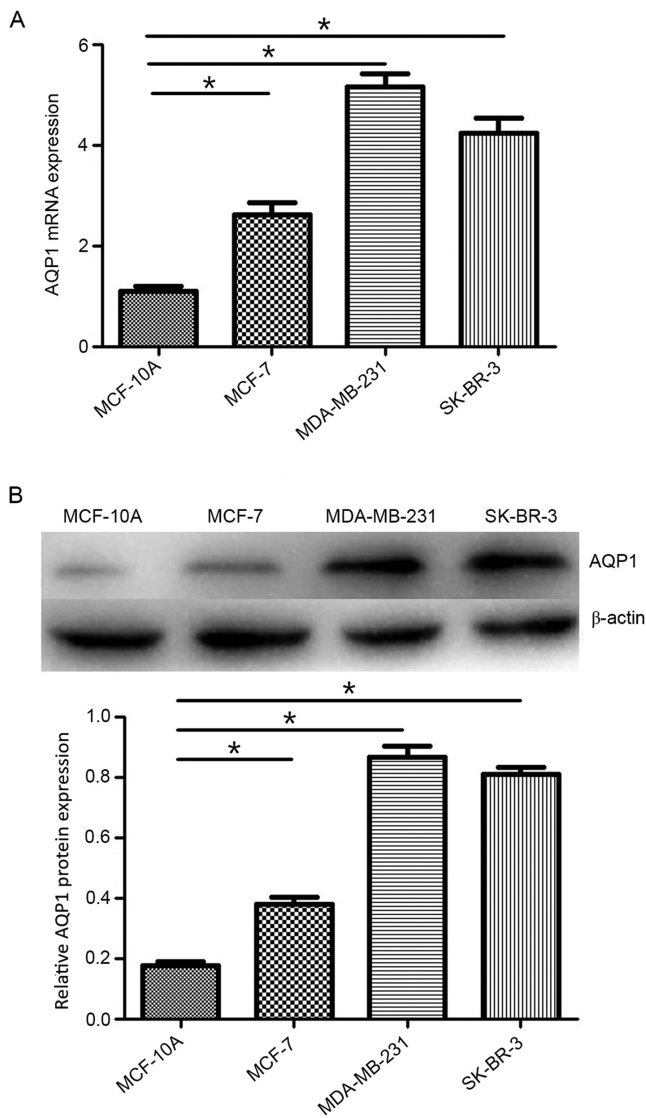 A
*
*
*
6
4
2
0
AQP1 mRNA expression
MCF-10A
MCF-7
MDA-MB-231
SK-BR-3
B
MCF-10A MCF-7 MDA-MB-231 SK-BR-3
AQP1
β-actin
*
*
*
1.0
0.8
0.6
0.4
0.2
0.0
Relative AQP1 protein expression
MCF-10A
MCF-7
MDA-MB-231
SK-BR-3